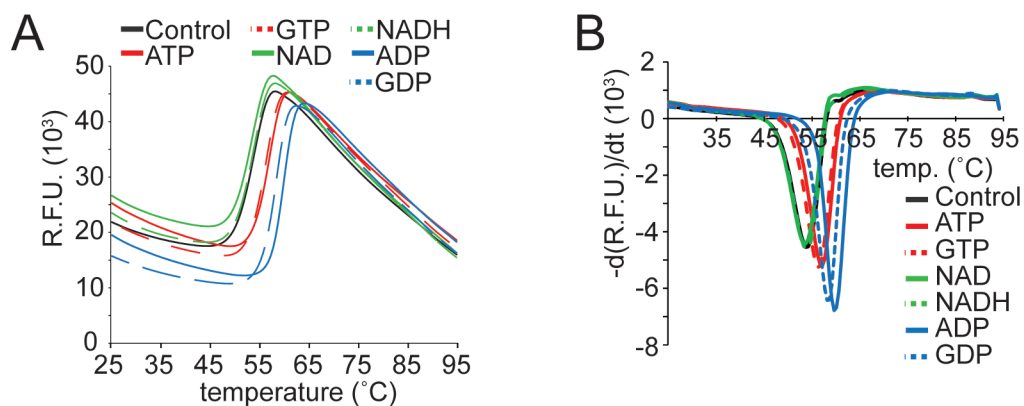 A
Control GTP NADH
ATP NAD ADP
GDP
R.F.U. (10³)
50
40
30
20
10
0
25 35 45 55 65 75 85 95
temperature (˚C)
B
-d(R.F.U.)/dt (10³)
2
0
-2
-4
-6
-8
35 45 55 65 75 85 95
temp. (˚C)
Control
ATP
GTP
NAD
NADH
ADP
GDP